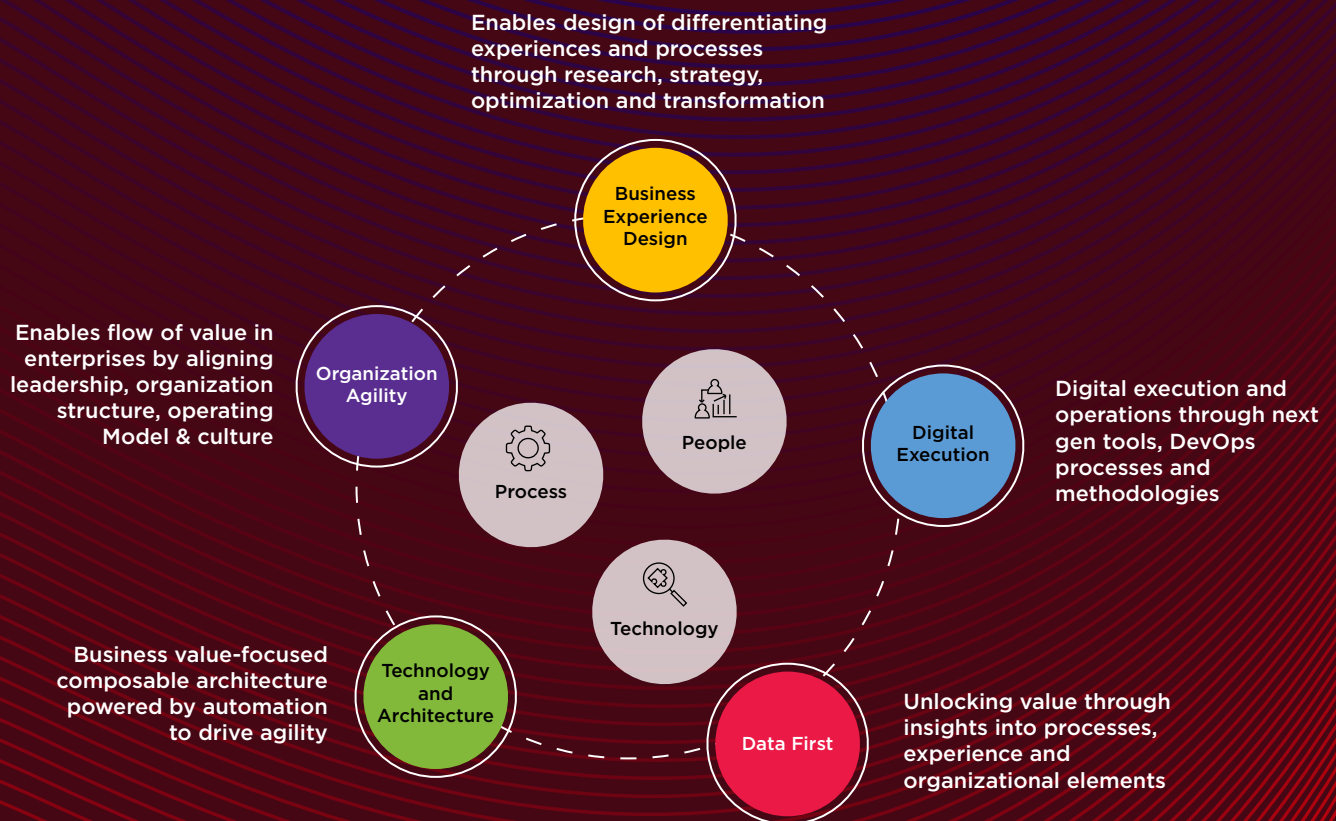 Enables design of differentiating
experiences and processes
through research, strategy,
optimization and transformation
Business
Experience
Design
Enables flow of value in
enterprises by aligning
leadership, organization
structure, operating
Model & culture
Organization
Agility
People
Process
Technology
Digital
Execution
Digital execution and
operations through next
gen tools, DevOps
processes and
methodologies
Business value-focused
composable architecture
powered by automation
to drive agility
Technology
and
Architecture
Data First
Unlocking value through
insights into processes,
experience and
organizational elements